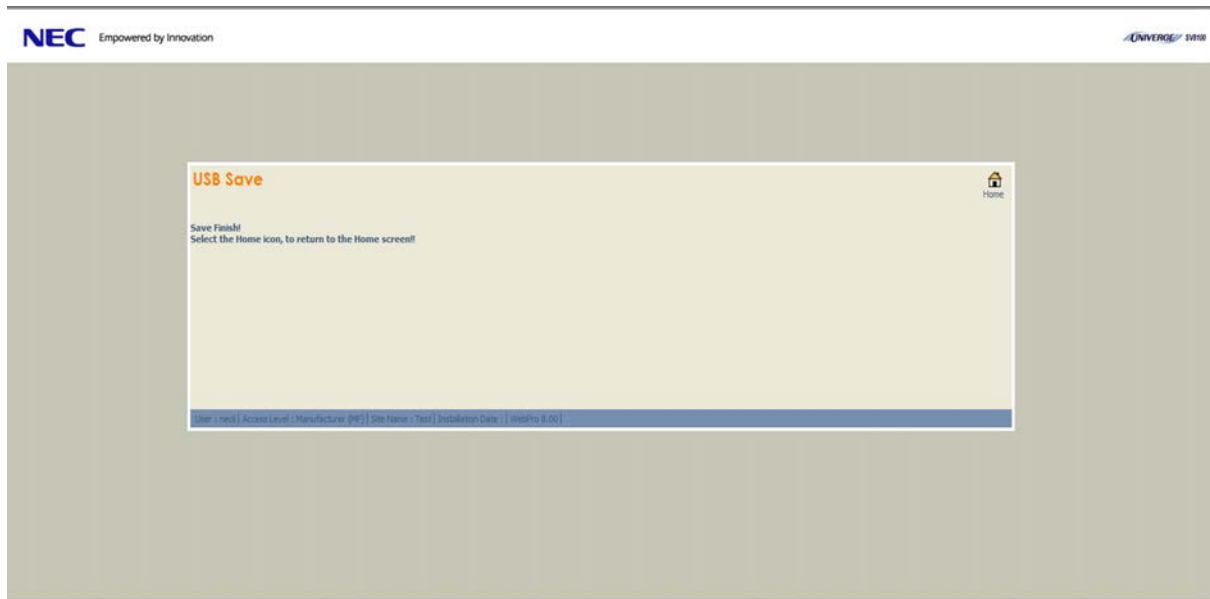 NEC Empowered by Innovation
UNIVERGE SV8100
USB Save
Home
Save Finish!
Select the Home icon, to return to the Home screen!!
User : necii | Access Level : Manufacturer (MF) | Site Name : Test | Installation Date : | WebPro 8.00 |